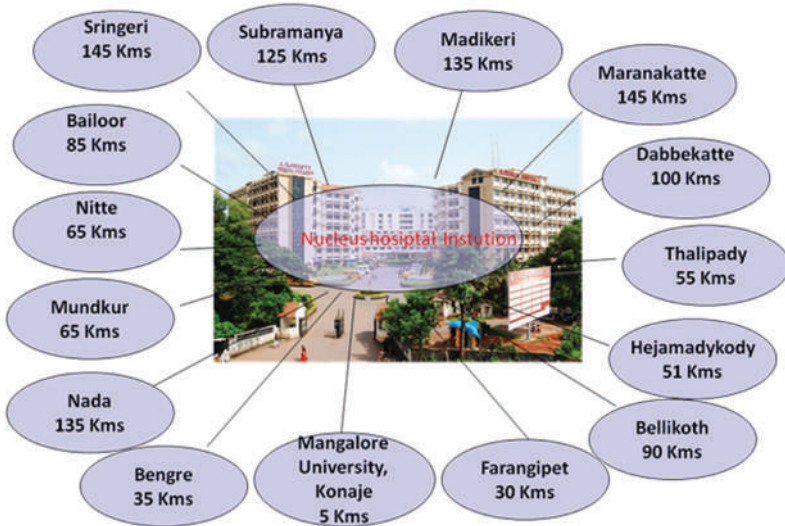 Sringeri
145 Kms
Subramanya
125 Kms
Madikeri
135 Kms
Maranakatte
145 Kms
Bailoor
85 Kms
Dabbekatte
100 Kms
Nitte
65 Kms
Nucleus hösiptal Instution
Thalipady
55 Kms
Mundkur
65 Kms
Hejamadykody
51 Kms
Nada
135 Kms
Bellikoth
90 Kms
Bengre
35 Kms
Mangalore
University,
Konaje
5 Kms
Farangipet
30 Kms